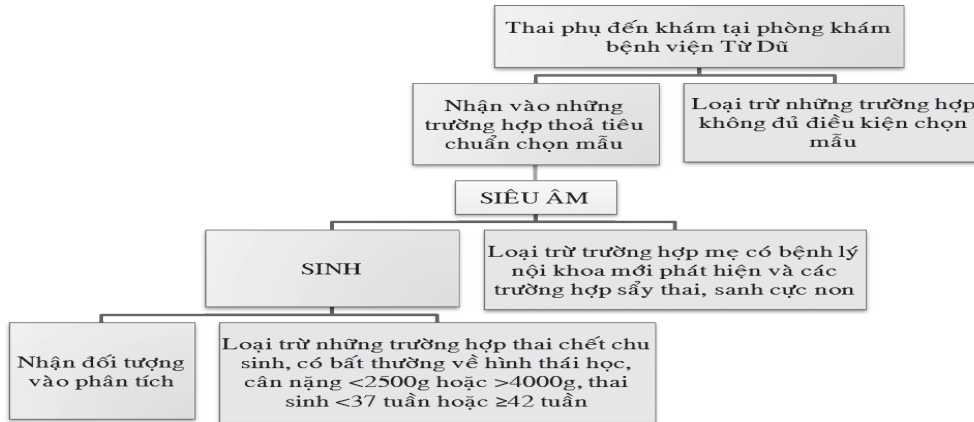 Thai phụ đến khám tại phòng khám
bệnh viện Từ Dũ
Nhận vào những
trường hợp thoả tiêu
chuẩn chọn mẫu
Loại trừ những trường hợp
không đủ điều kiện chọn
mẫu
SIÊU ÂM
SINH
Loại trừ trường hợp mẹ có bệnh lý
nội khoa mới phát hiện và các
trường hợp sẩy thai, sanh cực non
Nhận đối tượng
vào phân tích
Loại trừ những trường hợp thai chết chu
sinh, có bất thường về hình thái học,
cân nặng <2500g hoặc >4000g, thai
sinh <37 tuần hoặc ≥42 tuần